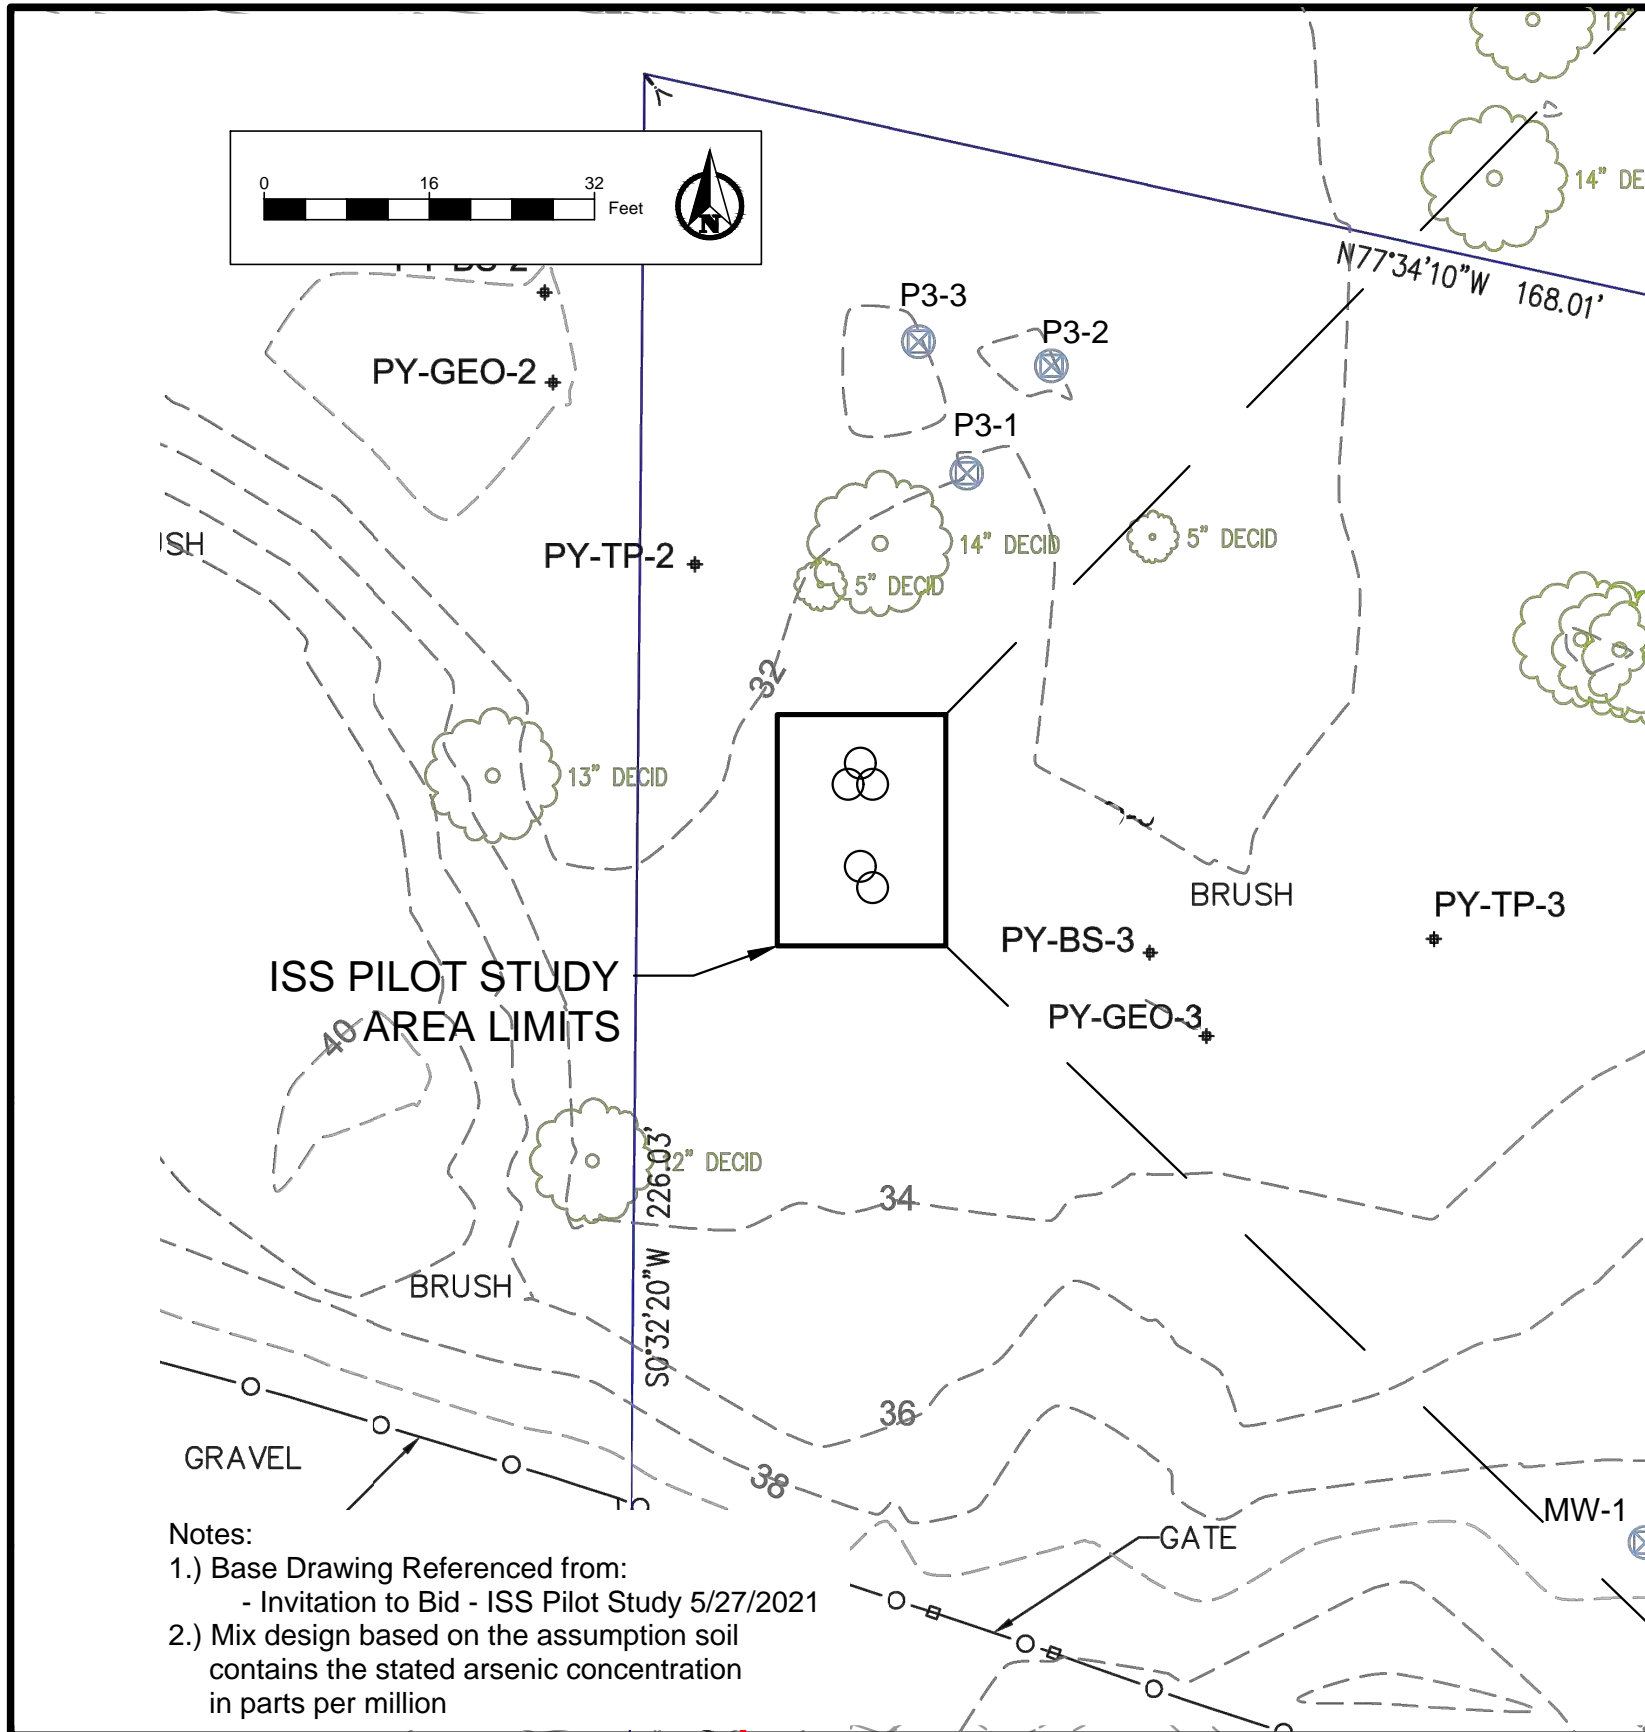 12"
14" DE
0 16 32
Feet
N
N77°34'10"W 168.01'
P3-3
P3-2
PY-GEO-2
P3-1
ISH
PY-TP-2
14" DECID
5" DECID
5" DECID
32
13" DECID
BRUSH
PY-TP-3
PY-BS-3
ISS PILOT STUDY
AREA LIMITS
PY-GEO-3
40
S0°32'20"W 226.03'
12" DECID
34
BRUSH
36
GRAVEL
38
MW-1
GATE
Notes:
1.) Base Drawing Referenced from:
- Invitation to Bid - ISS Pilot Study 5/27/2021
2.) Mix design based on the assumption soil
contains the stated arsenic concentration
in parts per million